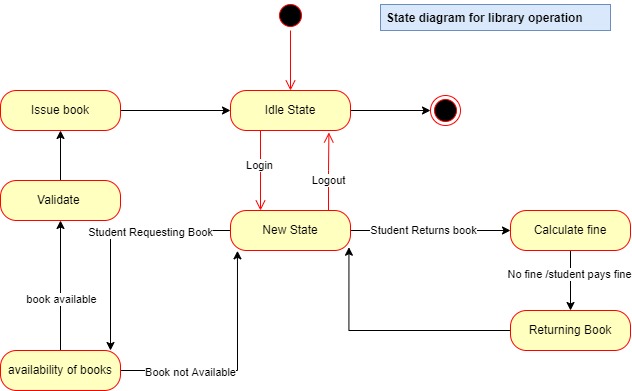 State diagram for library operation
Issue book
Idle State
Login
Logout
Validate
Student Requesting Book
New State
Student Returns book
Calculate fine
No fine /student pays fine
book available
Returning Book
availability of books
Book not Available